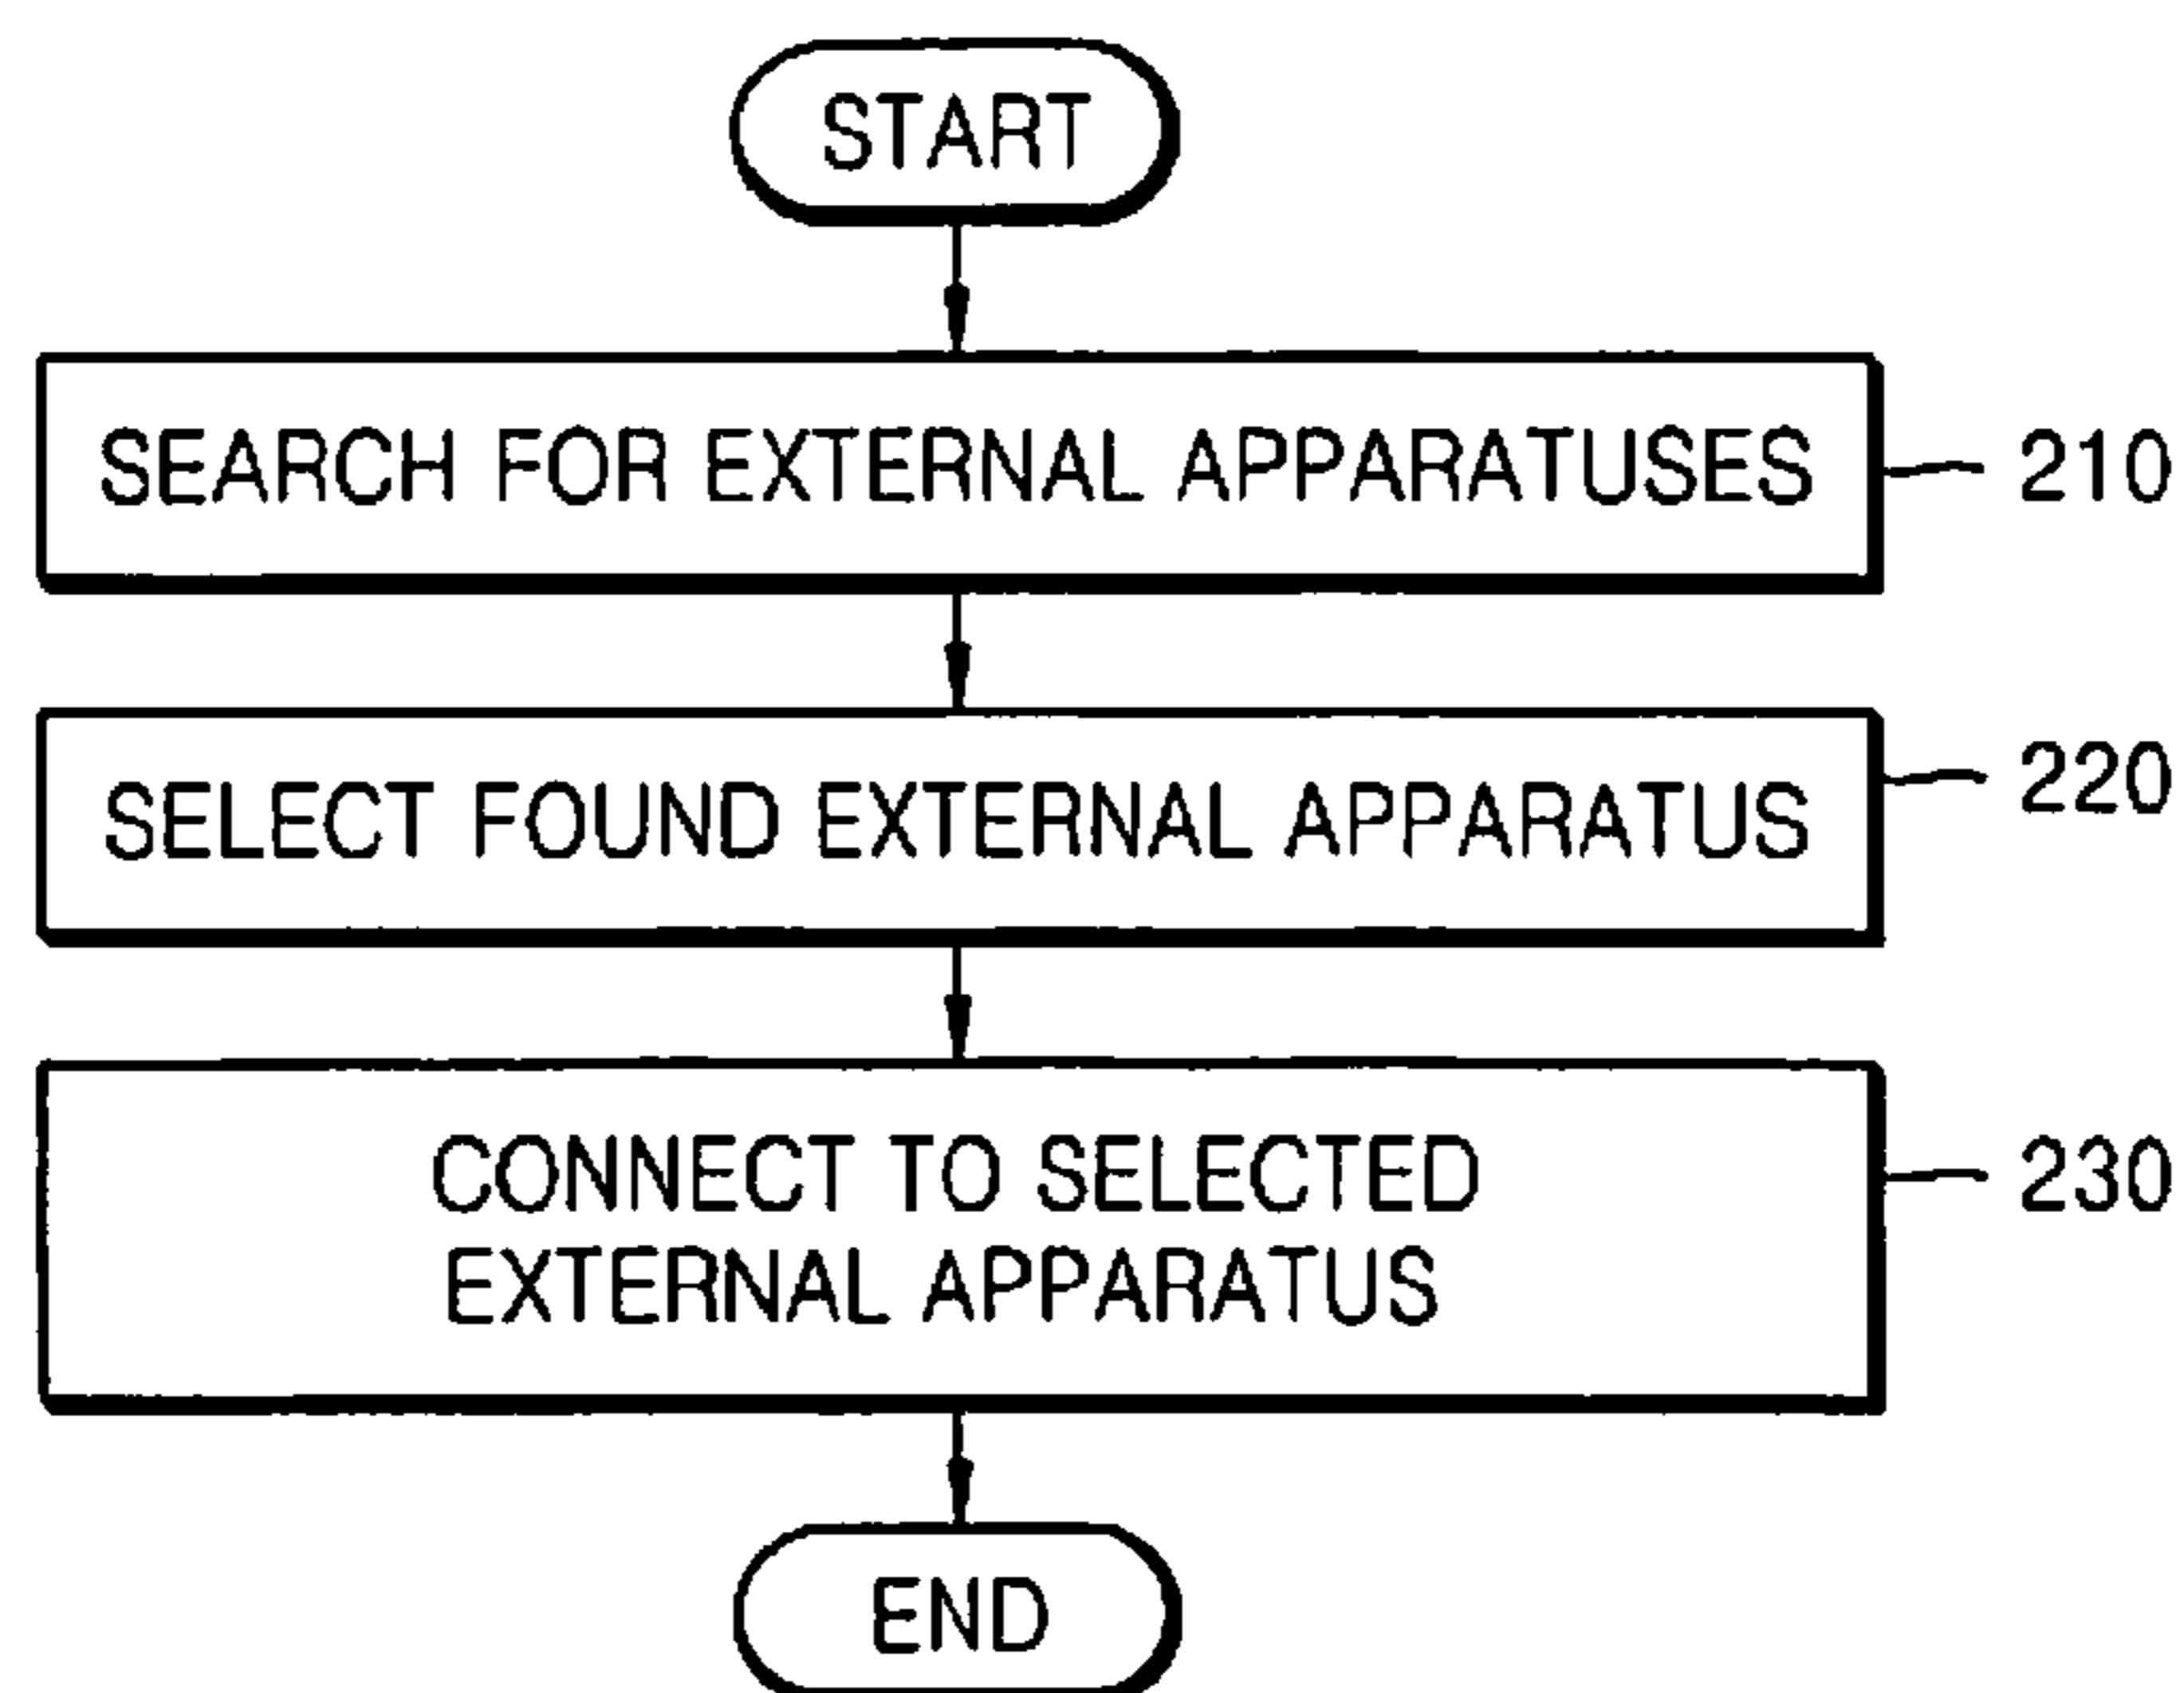 START
SEARCH FOR EXTERNAL APPARATUSES
210
SELECT FOUND EXTERNAL APPARATUS
220
CONNECT TO SELECTED
EXTERNAL APPARATUS
230
END